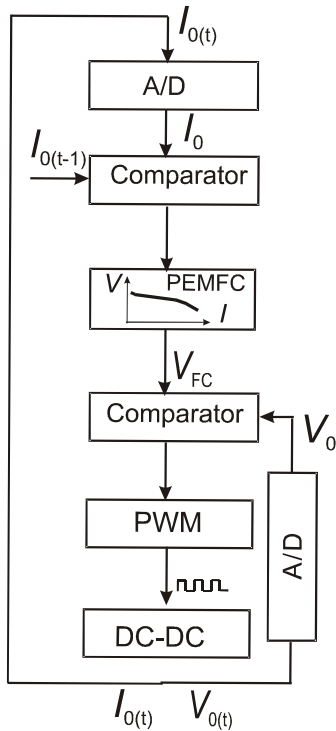 I0(t)
A/D
I0
I0(t-1)
Comparator
PEMFC
V
I
VFC
Comparator
V0
PWM
A/D
DC-DC
I0(t) V0(t)